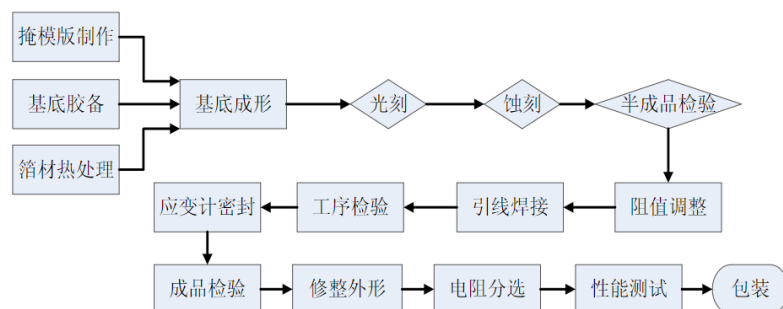 掩模版制作
基底胶备
箔材热处理
基底成形
光刻
蚀刻
半成品检验
阻值调整
引线焊接
工序检验
应变计密封
成品检验
修整外形
电阻分选
性能测试
包装